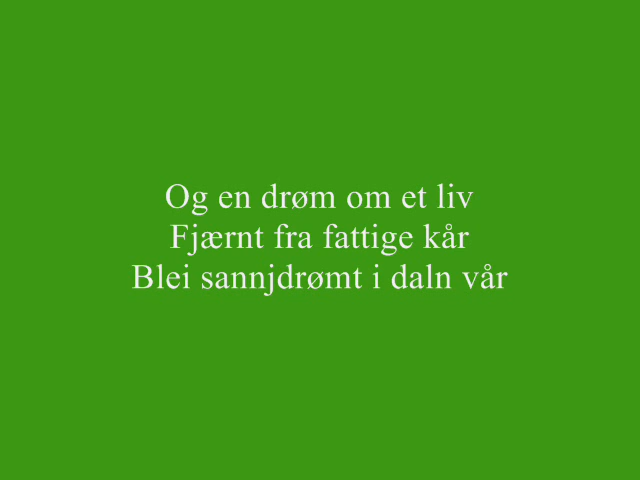 Og en drøm om et liv
Fjærnt fra fattige kår
Blei sannjdrømt i daln vår